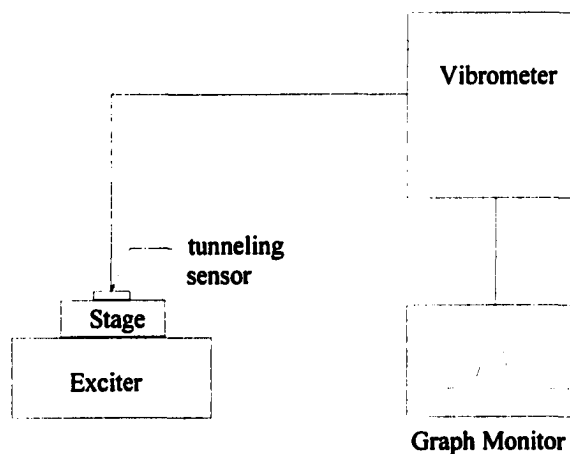 Vibrometer
tunneling
sensor
Stage
Exciter
Graph Monitor